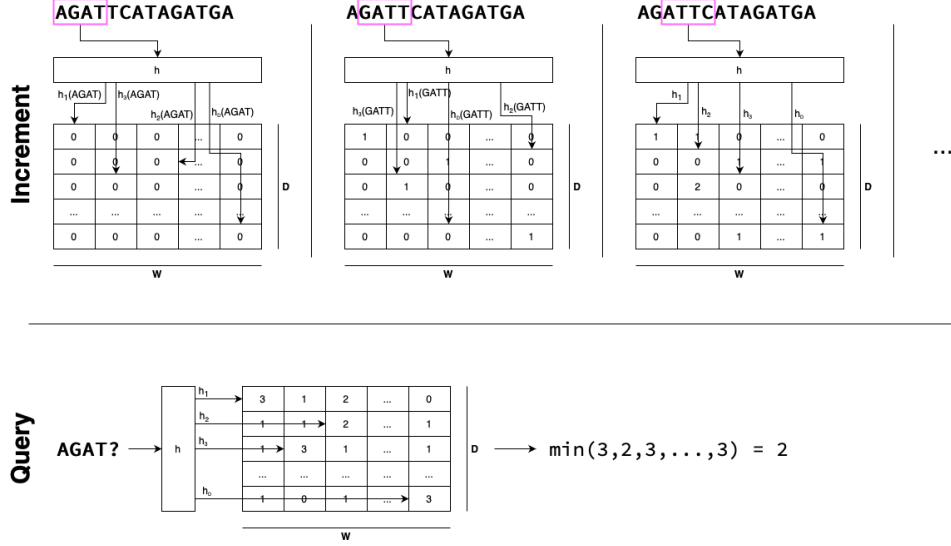 AGATTCATAGATGA
AGATTCATAGATGA
AGATTCATAGATGA
Increment
h
h₁(AGAT) h₃(AGAT) h₂(AGAT) h₀(AGAT)
0 0 0 ... 0
0 0 0 ... 0
0 0 0 ... 0
... ... ... ... ...
0 0 0 ... 0
D
W
h
h₃(GATT) h₁(GATT) h₀(GATT) h₂(GATT)
1 0 0 ... 0
0 0 1 ... 0
0 1 0 ... 0
... ... ... ... ...
0 0 0 ... 1
D
W
h
h₁ h₂ h₃ h₀
1 1 0 ... 0
0 0 1 ... 1
0 2 0 ... 0
... ... ... ... ...
0 0 1 ... 1
D
W
...
Query
AGAT?
h
h₁ 3 1 2 ... 0
h₂ 1 1 2 ... 1
h₃ 1 3 1 ... 1
... ... ... ... ...
h₀ 1 0 1 ... 3
D
W
min(3,2,3,...,3) = 2